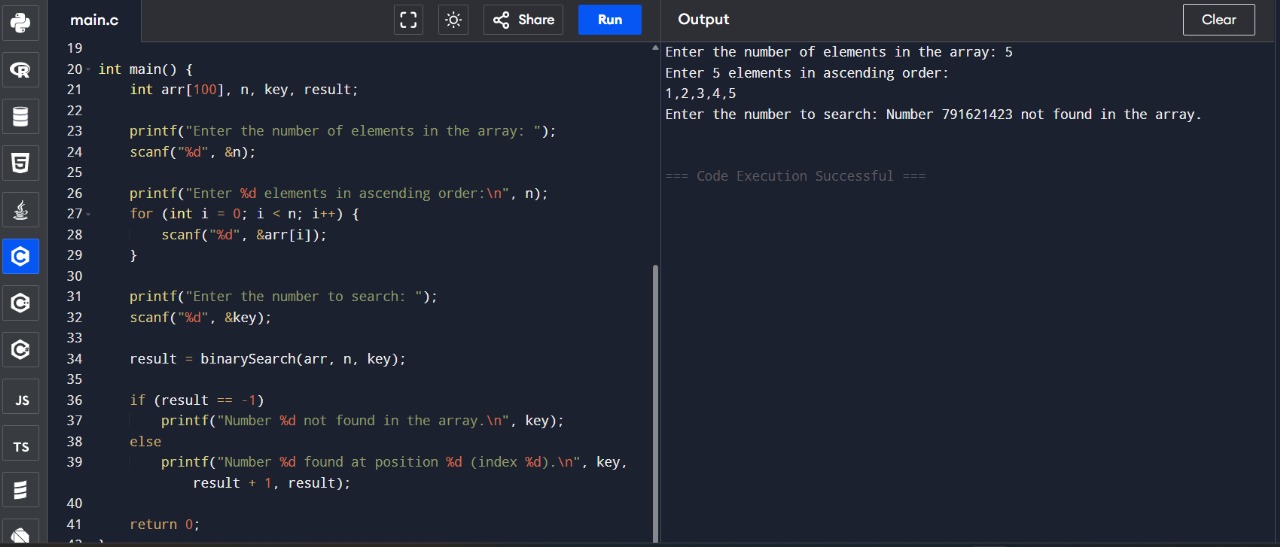 main.c
Share
Run
Output
Clear
19
20 int main() {
21 int arr[100], n, key, result;
22
23 printf("Enter the number of elements in the array: ");
24 scanf("%d", &n);
25
26 printf("Enter %d elements in ascending order:\n", n);
27 for (int i = 0; i < n; i++) {
28 scanf("%d", &arr[i]);
29 }
30
31 printf("Enter the number to search: ");
32 scanf("%d", &key);
33
34 result = binarySearch(arr, n, key);
35
36 if (result == -1)
37 printf("Number %d not found in the array.\n", key);
38 else
39 printf("Number %d found at position %d (index %d).\n", key,
result + 1, result);
40
41 return 0;
42 }
R
5
C
C
C
JS
TS
Enter the number of elements in the array: 5
Enter 5 elements in ascending order:
1,2,3,4,5
Enter the number to search: Number 791621423 not found in the array.
=== Code Execution Successful ===